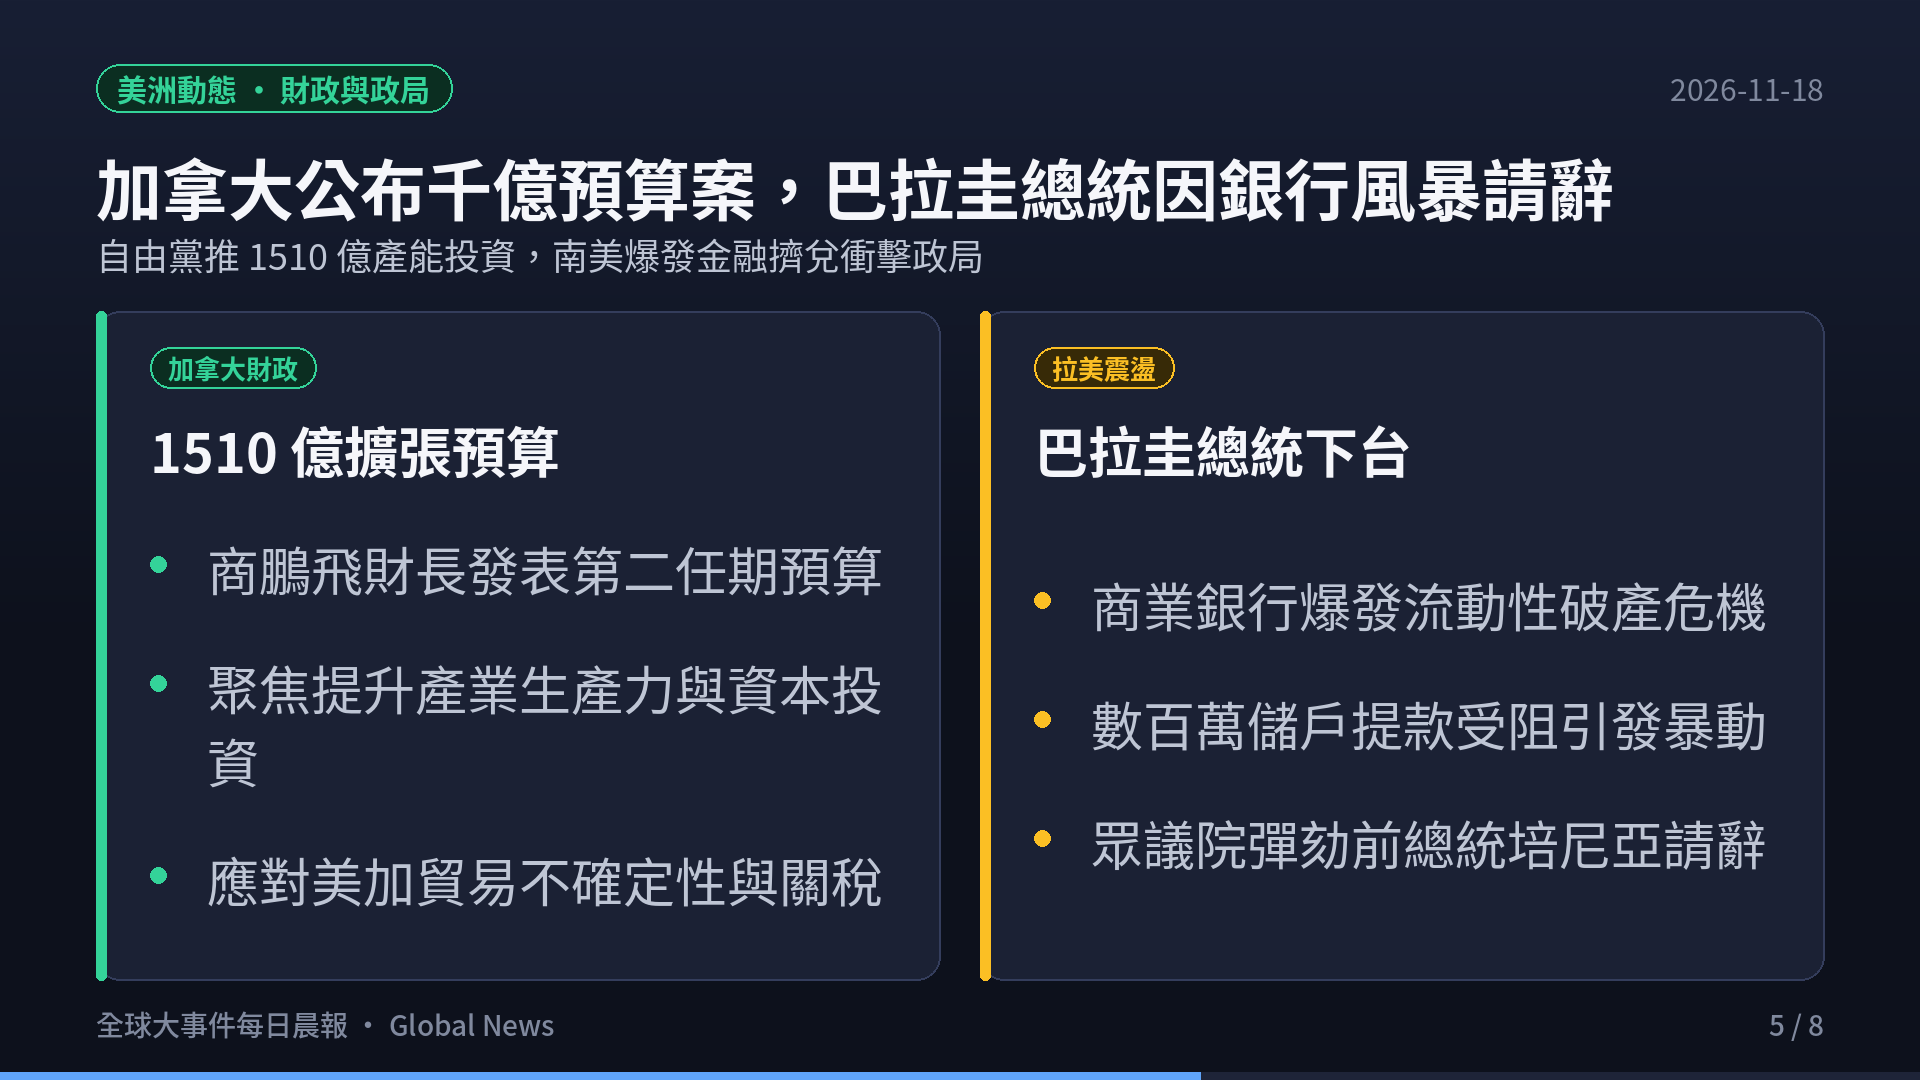 美洲動態 • 財政與政局
2026-11-18
加拿大公布千億預算案，巴拉圭總統因銀行風暴請辭
自由黨推 1510 億產能投資，南美爆發金融擠兌衝擊政局
加拿大財政
1510 億擴張預算
商鵬飛財長發表第二任期預算
聚焦提升產業生產力與資本投
資
應對美加貿易不確定性與關稅
拉美震盪
巴拉圭總統下台
商業銀行爆發流動性破產危機
數百萬儲戶提款受阻引發暴動
眾議院彈劾前總統培尼亞請辭
全球大事件每日晨報 • Global News
5 / 8